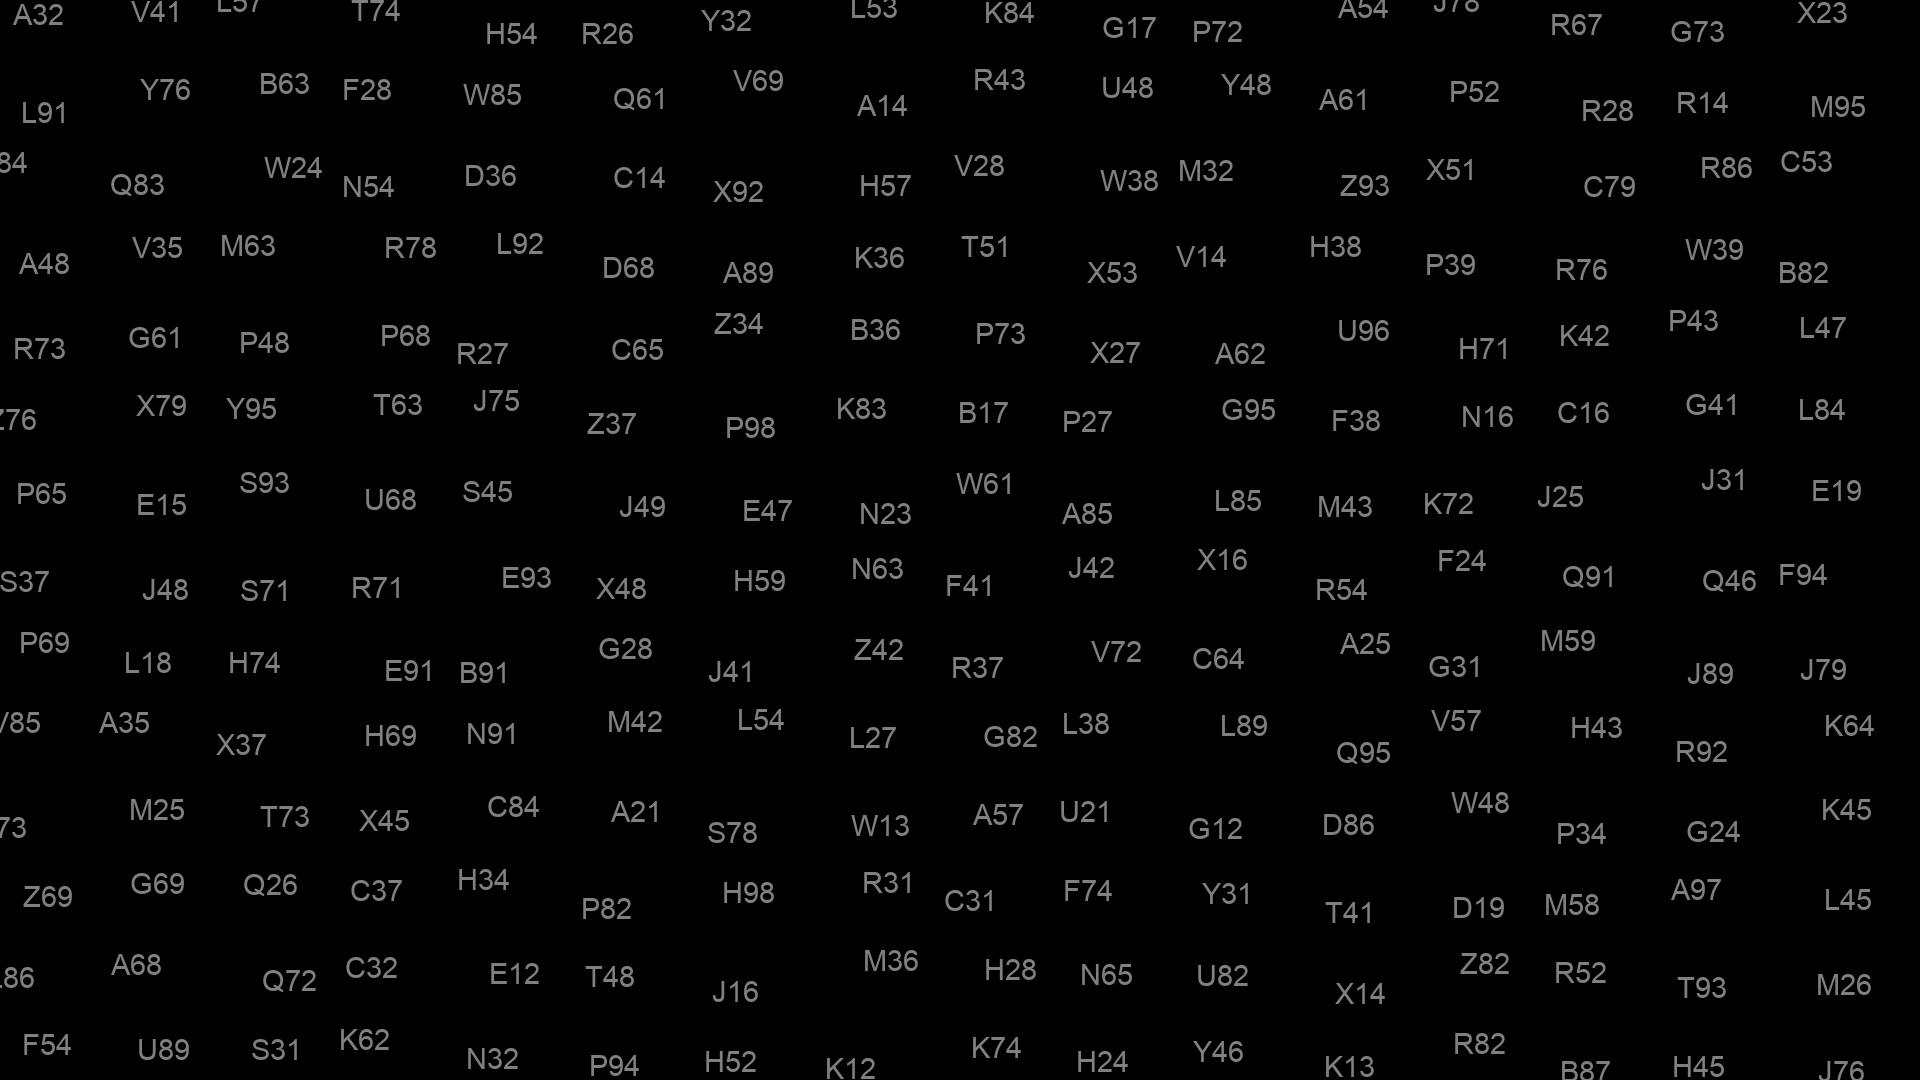 A32 V41 L57 T74 H54 R26 Y32 L53 K84 G17 P72 A54 J78 R67 G73 X23
L91 Y76 B63 F28 W85 Q61 V69 A14 R43 U48 Y48 A61 P52 R28 R14 M95
84 Q83 W24 N54 D36 C14 X92 H57 V28 W38 M32 Z93 X51 C79 R86 C53
A48 V35 M63 R78 L92 D68 A89 K36 T51 X53 V14 H38 P39 R76 W39 B82
R73 G61 P48 P68 R27 C65 Z34 B36 P73 X27 A62 U96 H71 K42 P43 L47
Z76 X79 Y95 T63 J75 Z37 P98 K83 B17 P27 G95 F38 N16 C16 G41 L84
P65 E15 S93 U68 S45 J49 E47 N23 W61 A85 L85 M43 K72 J25 J31 E19
S37 J48 S71 R71 E93 X48 H59 N63 F41 J42 X16 R54 F24 Q91 Q46 F94
P69 L18 H74 E91 B91 G28 J41 Z42 R37 V72 C64 A25 G31 M59 J89 J79
V85 A35 X37 H69 N91 M42 L54 L27 G82 L38 L89 Q95 V57 H43 R92 K64
73 M25 T73 X45 C84 A21 S78 W13 A57 U21 G12 D86 W48 P34 G24 K45
Z69 G69 Q26 C37 H34 P82 H98 R31 C31 F74 Y31 T41 D19 M58 A97 L45
86 A68 Q72 C32 E12 T48 J16 M36 H28 N65 U82 X14 Z82 R52 T93 M26
F54 U89 S31 K62 N32 P94 H52 K12 K74 H24 Y46 K13 R82 B87 H45 J76